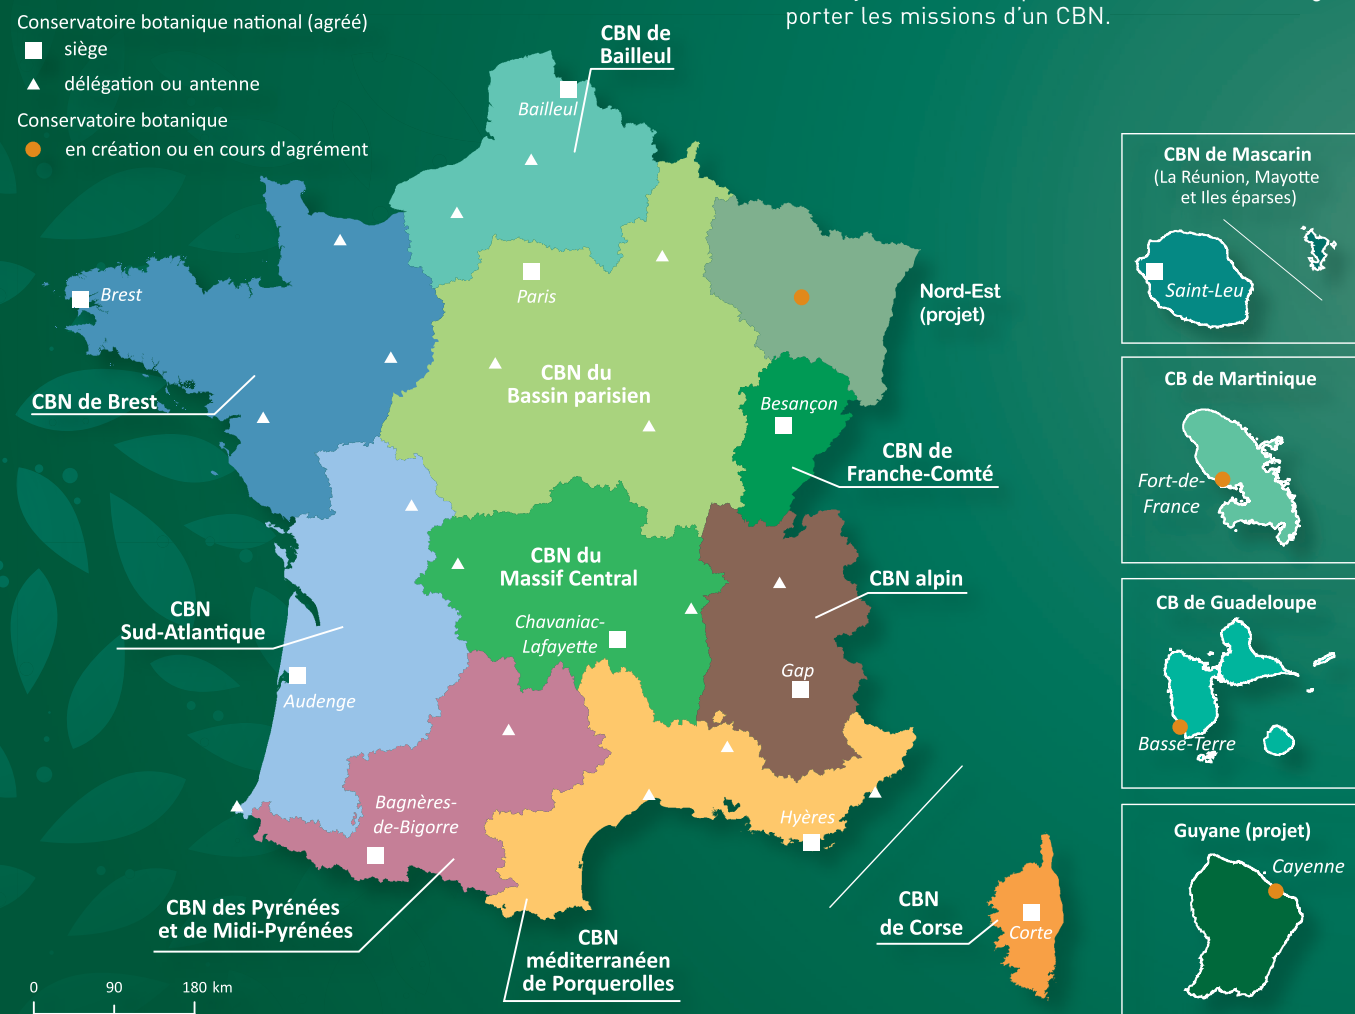 porter les missions d'un CBN.
Conservatoire botanique national (agréé)
siège
délégation ou antenne
Conservatoire botanique
en création ou en cours d'agrément
CBN de
Bailleul
Bailleul
Brest
CBN de Brest
Paris
CBN du
Bassin parisien
Nord-Est
(projet)
Besançon
CBN de
Franche-Comté
CBN du
Massif Central
Chavaniac-
Lafayette
CBN alpin
Gap
CBN
Sud-Atlantique
Audenge
Bagnères-
de-Bigorre
CBN des Pyrénées
et de Midi-Pyrénées
Hyères
CBN
méditerranéen
de Porquerolles
CBN
de Corse
Corte
CBN de Mascarin
(La Réunion, Mayotte
et Iles éparses)
Saint-Leu
CB de Martinique
Fort-de-
France
CB de Guadeloupe
Basse-Terre
Guyane (projet)
Cayenne
0 90 180 km